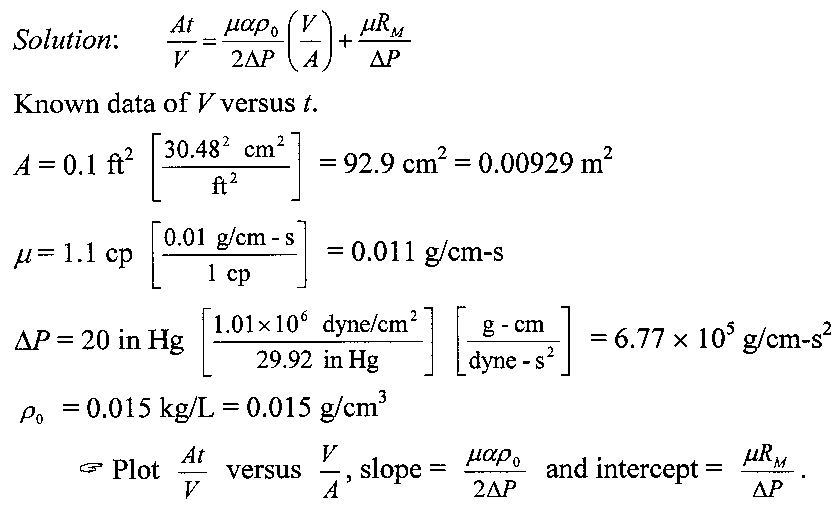 Solution: $\frac{At}{V} = \frac{\mu\alpha\rho_0}{2\Delta P}\left(\frac{V}{A}\right) + \frac{\mu R_M}{\Delta P}$
Known data of V versus t.
$A = 0.1 \text{ ft}^2 \left[\frac{30.48^2 \text{ cm}^2}{\text{ft}^2}\right] = 92.9 \text{ cm}^2 = 0.00929 \text{ m}^2$
$\mu = 1.1 \text{ cp} \left[\frac{0.01 \text{ g/cm-s}}{1 \text{ cp}}\right] = 0.011 \text{ g/cm-s}$
$\Delta P = 20 \text{ in Hg} \left[\frac{1.01 \times 10^6 \text{ dyne/cm}^2}{29.92 \text{ in Hg}}\right] \left[\frac{\text{g-cm}}{\text{dyne-s}^2}\right] = 6.77 \times 10^5 \text{ g/cm-s}^2$
$\rho_0 = 0.015 \text{ kg/L} = 0.015 \text{ g/cm}^3$
☞ Plot $\frac{At}{V}$ versus $\frac{V}{A}$, slope = $\frac{\mu\alpha\rho_0}{2\Delta P}$ and intercept = $\frac{\mu R_M}{\Delta P}$.